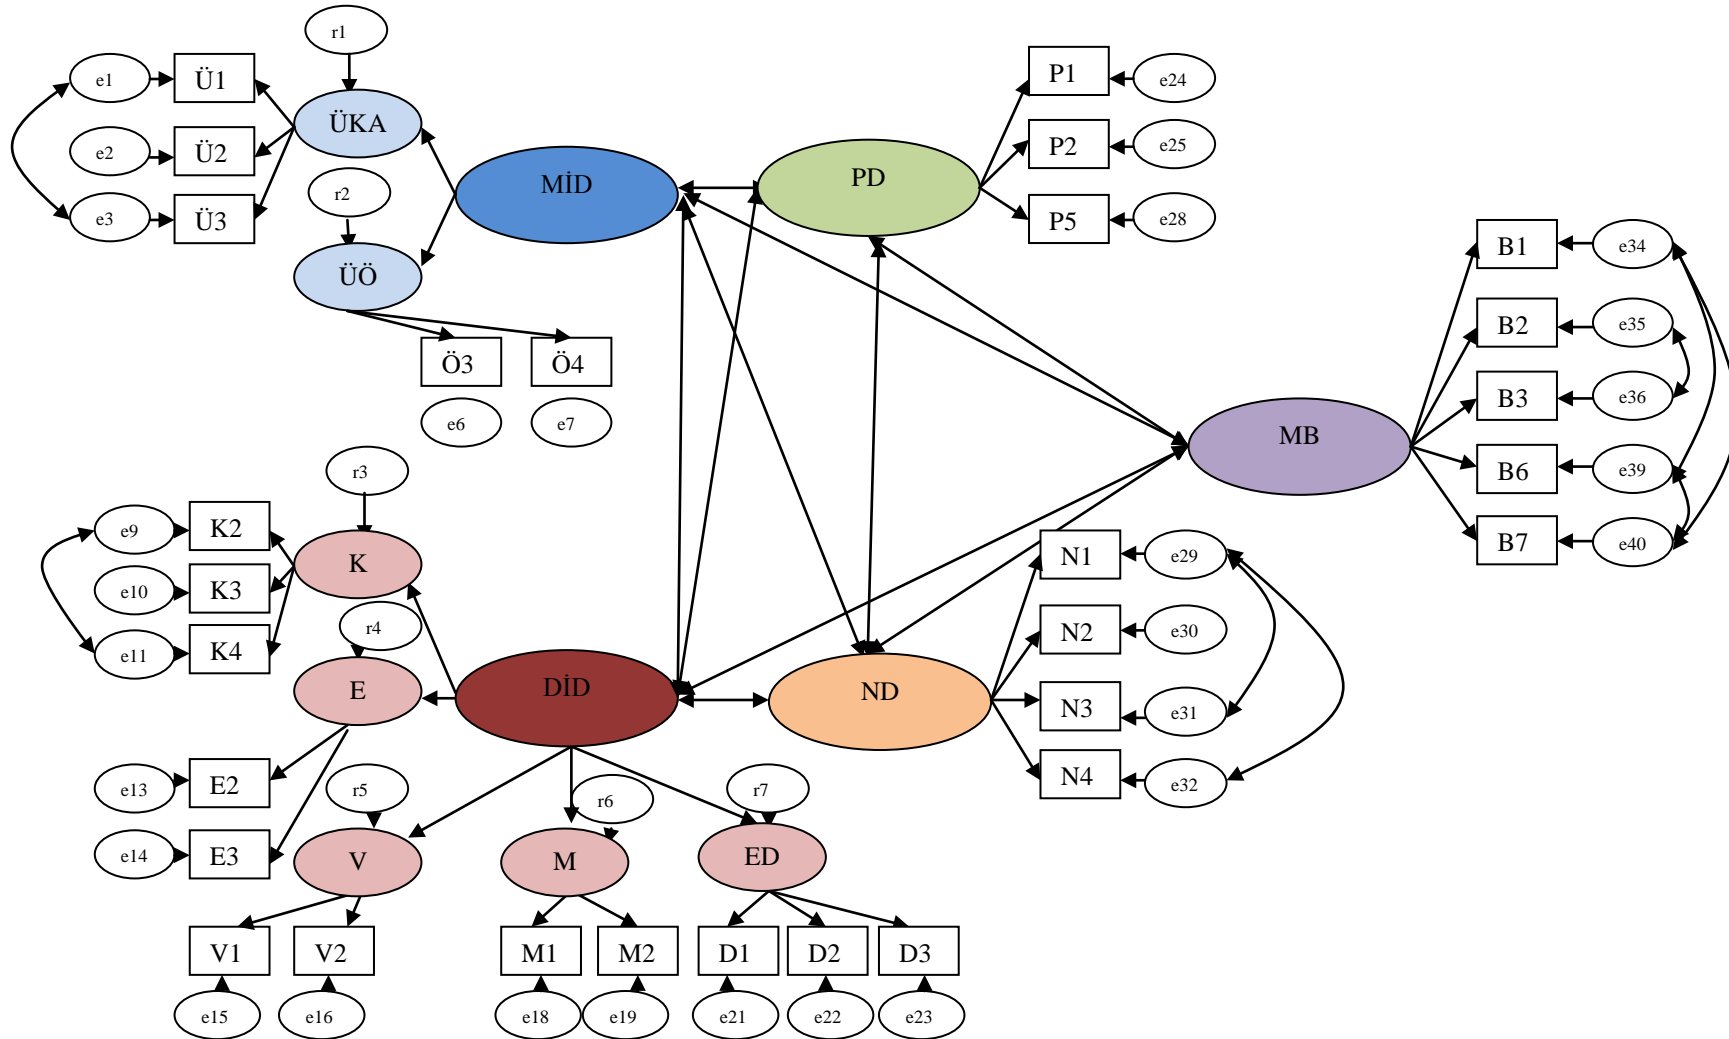 r1
e1 Ü1
ÜKA
e2 Ü2
r2
e3 Ü3
ÜÖ
MİD
PD
P1 e24
P2 e25
P5 e28
Ö3 Ö4
e6 e7
MB
B1 e34
B2 e35
B3 e36
B6 e39
B7 e40
r3
e9 K2
K
e10 K3
e11 K4
r4
E
DİD
ND
N1 e29
N2 e30
N3 e31
N4 e32
e13 E2
e14 E3
r5
r6
r7
V
M
ED
V1 V2 M1 M2 D1 D2 D3
e15 e16 e18 e19 e21 e22 e23